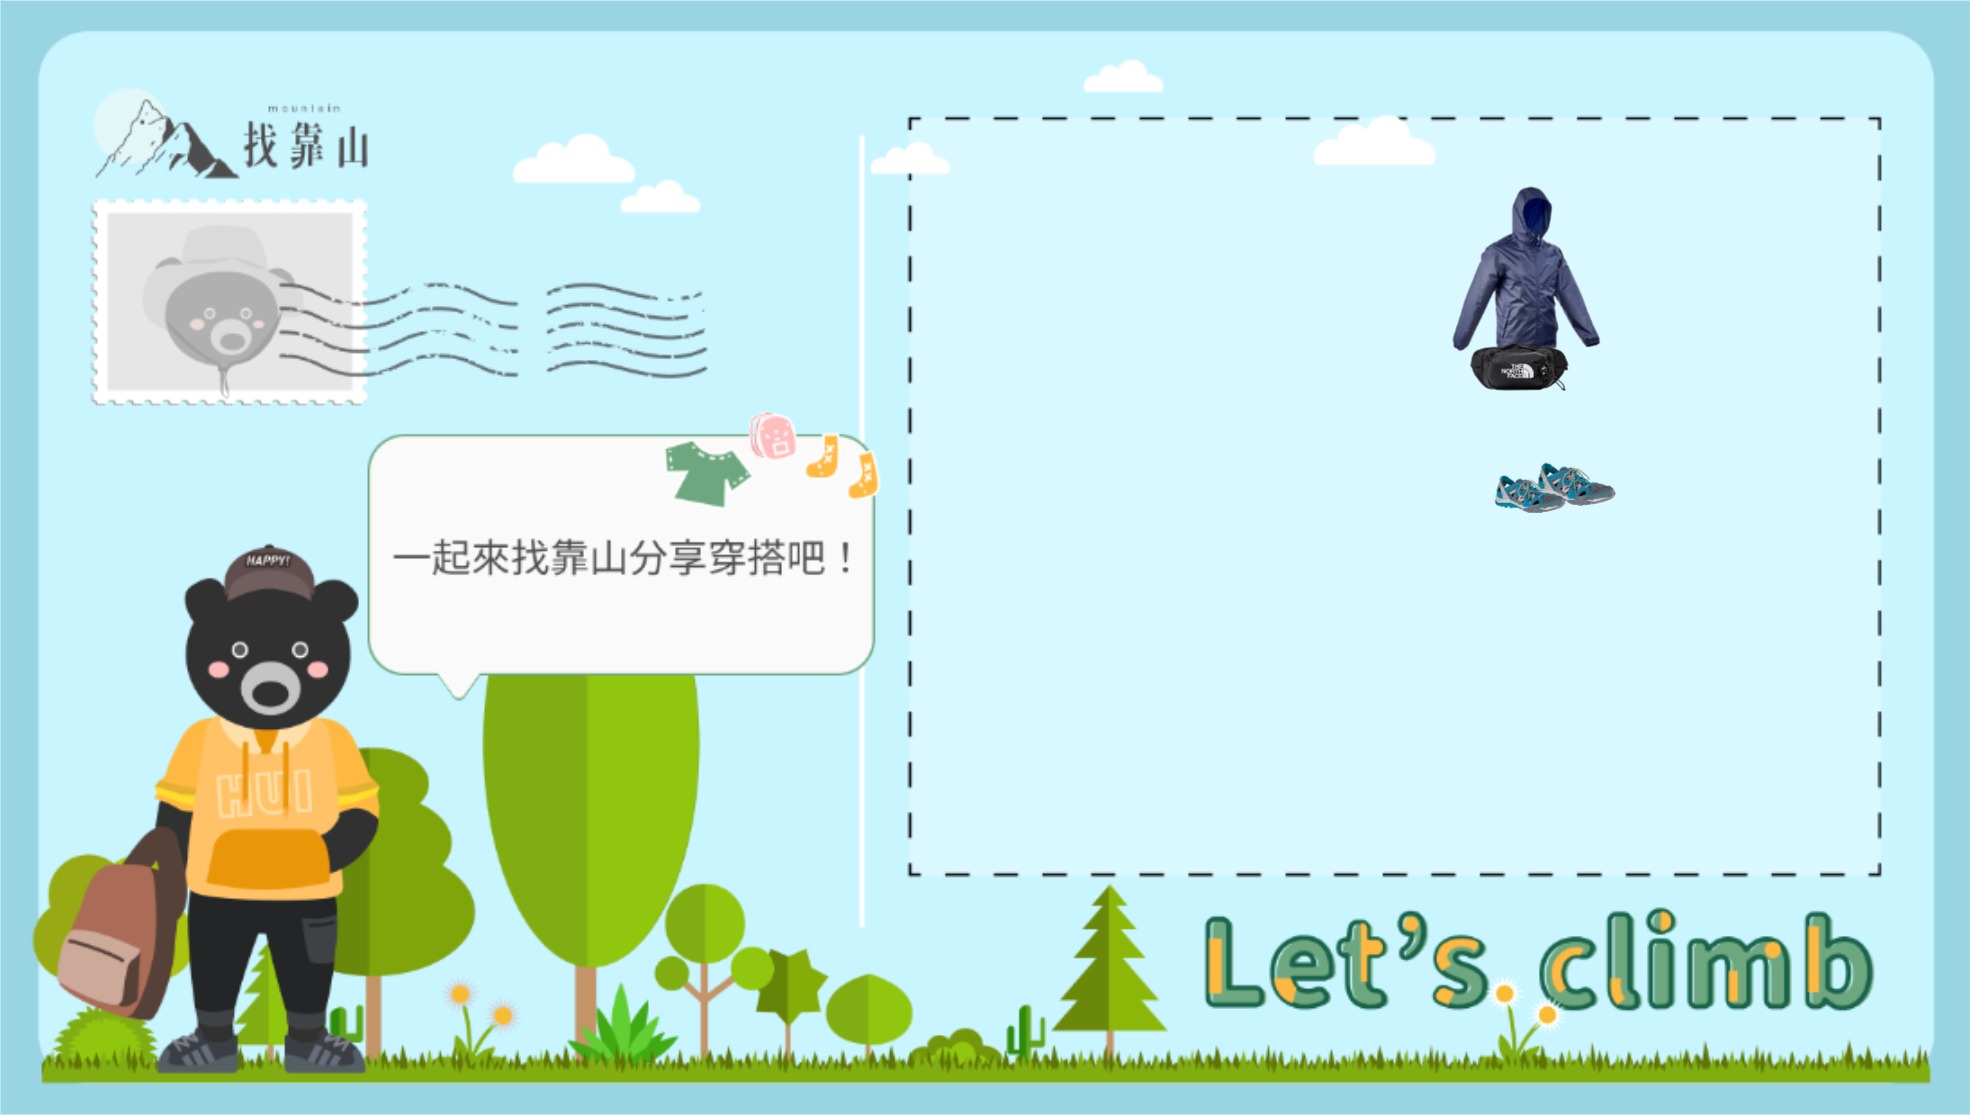 mountain
找靠山
一起來找靠山分享穿搭吧！
HAPPY!
HUI
THE
NORTH
FACE
Let's climb